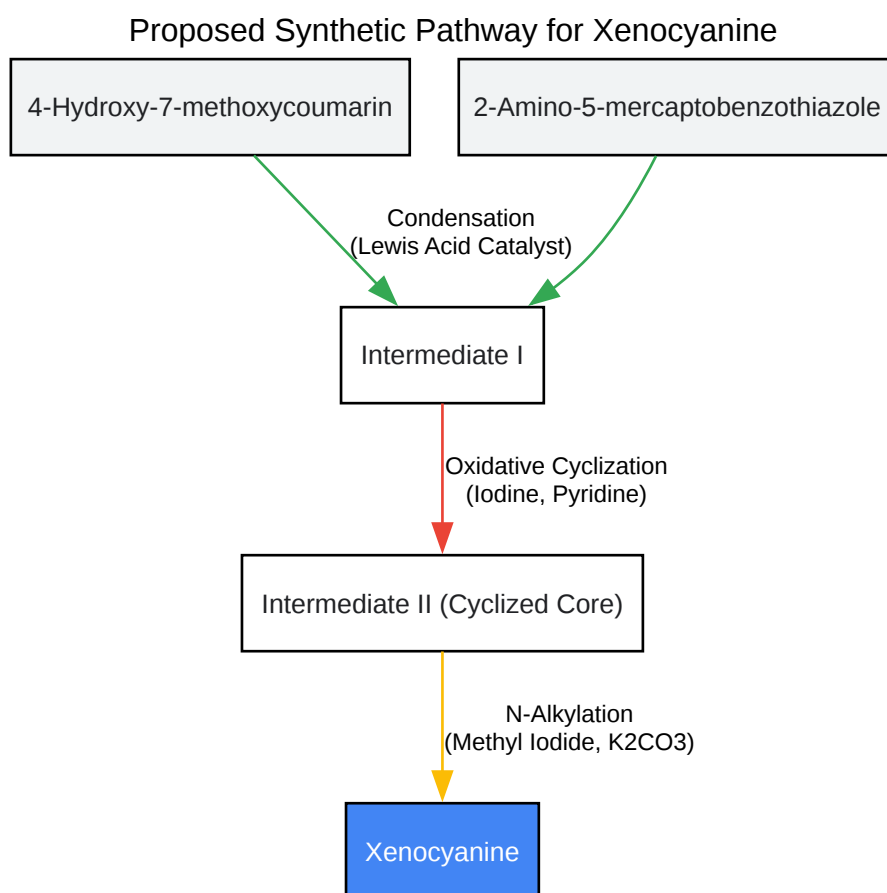 Proposed Synthetic Pathway for Xenocyanine
4-Hydroxy-7-methoxycoumarin
2-Amino-5-mercaptobenzothiazole
Condensation
(Lewis Acid Catalyst)
Intermediate I
Oxidative Cyclization
(Iodine, Pyridine)
Intermediate II (Cyclized Core)
N-Alkylation
(Methyl Iodide, K2CO3)
Xenocyanine